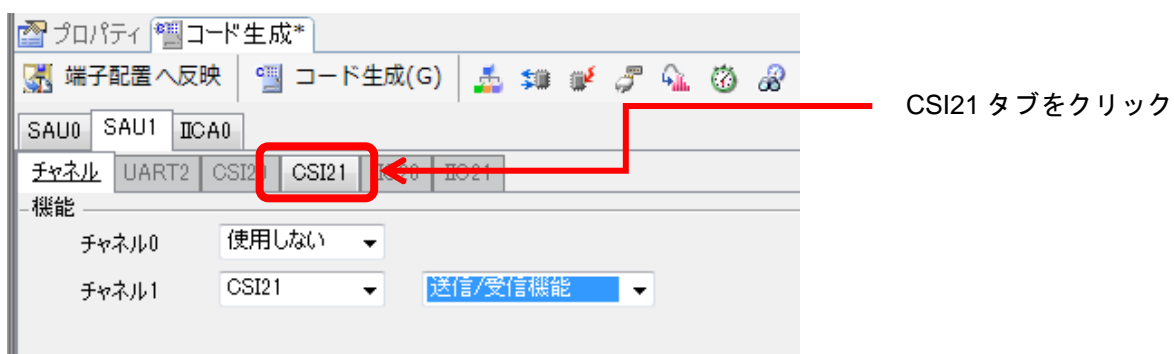 プロパティ コード生成*
端子配置へ反映 コード生成(G)
CSI21 タブをクリック
SAU0 SAU1 IICA0
チャネル UART2 CSI20 CSI21 IIC20 IIC21
機能
チャネル0 使用しない
チャネル1 CSI21 送信/受信機能